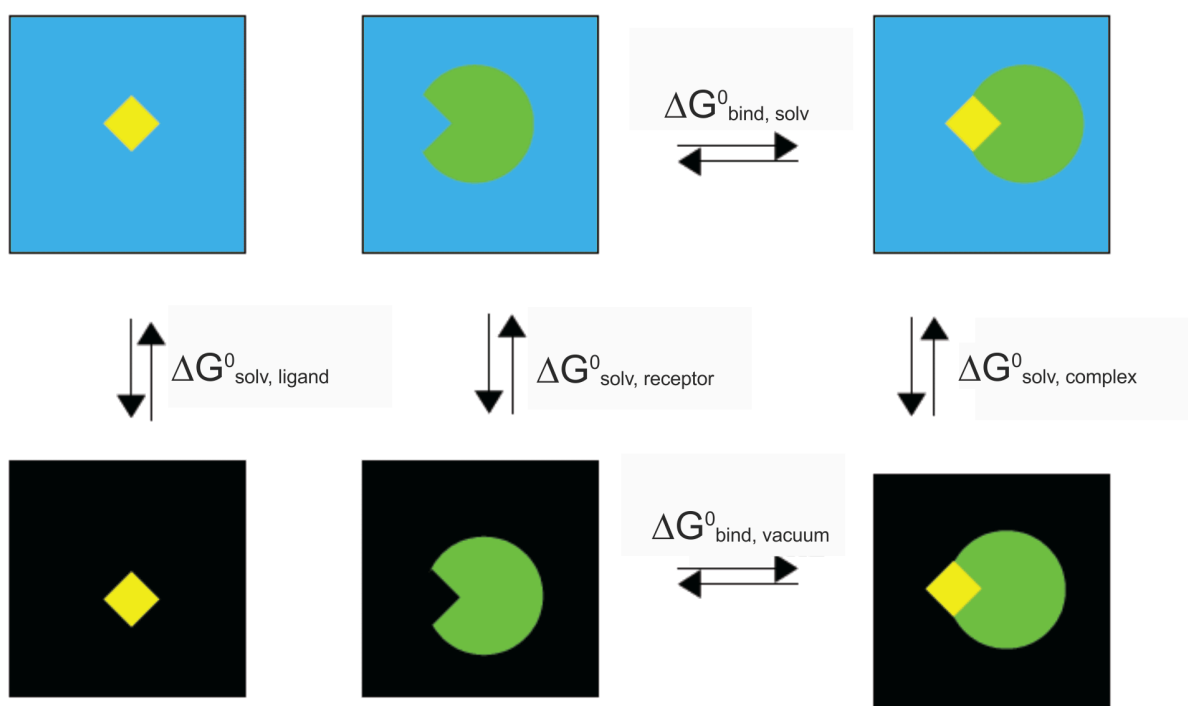 ΔG⁰bind, solv
ΔG⁰solv, ligand
ΔG⁰solv, receptor
ΔG⁰solv, complex
ΔG⁰bind, vacuum